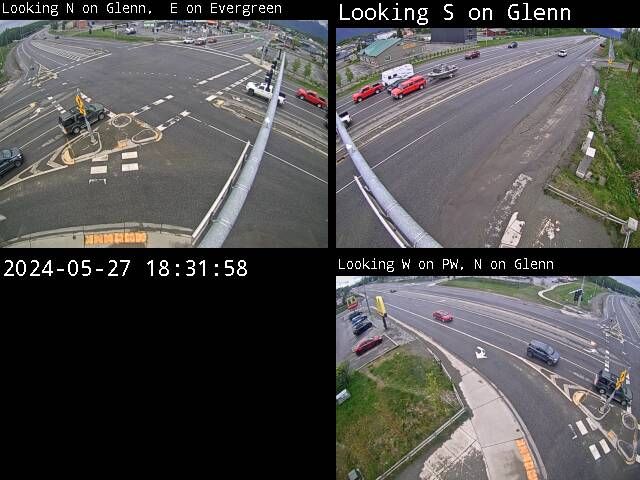 Looking N on Glenn,  E on Evergreen
Looking S on Glenn
2024-05-27 18:31:58
Looking W on PW, N on Glenn